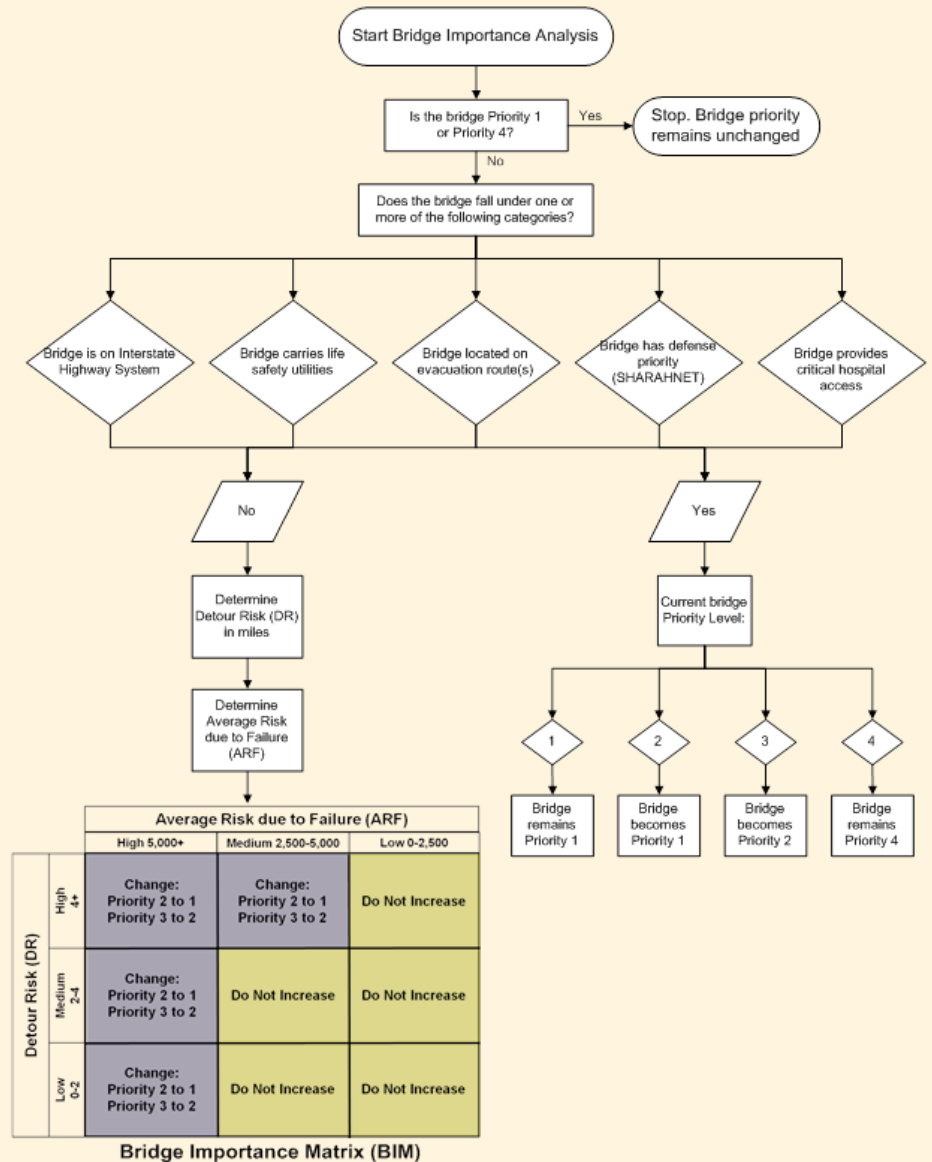 Start Bridge Importance Analysis
Is the bridge Priority 1
or Priority 4?
Yes
Stop. Bridge priority
remains unchanged
No
Does the bridge fall under one or
more of the following categories?
Bridge is on Interstate
Highway System
Bridge carries life
safety utilities
Bridge located on
evacuation route(s)
Bridge has defense
priority
(SHARAHNET)
Bridge provides
critical hospital
access
No
Yes
Determine
Detour Risk (DR)
in miles
Current bridge
Priority Level:
Determine
Average Risk
due to Failure
(ARF)
1
2
3
4
Bridge
remains
Priority 1
Bridge
becomes
Priority 1
Bridge
becomes
Priority 2
Bridge
remains
Priority 4
Average Risk due to Failure (ARF)
High 5,000+
Medium 2,500-5,000
Low 0-2,500
Detour Risk (DR)
High
4+
Change:
Priority 2 to 1
Priority 3 to 2
Change:
Priority 2 to 1
Priority 3 to 2
Do Not Increase
Medium
2-4
Change:
Priority 2 to 1
Priority 3 to 2
Do Not Increase
Do Not Increase
Low
0-2
Change:
Priority 2 to 1
Priority 3 to 2
Do Not Increase
Do Not Increase
Bridge Importance Matrix (BIM)